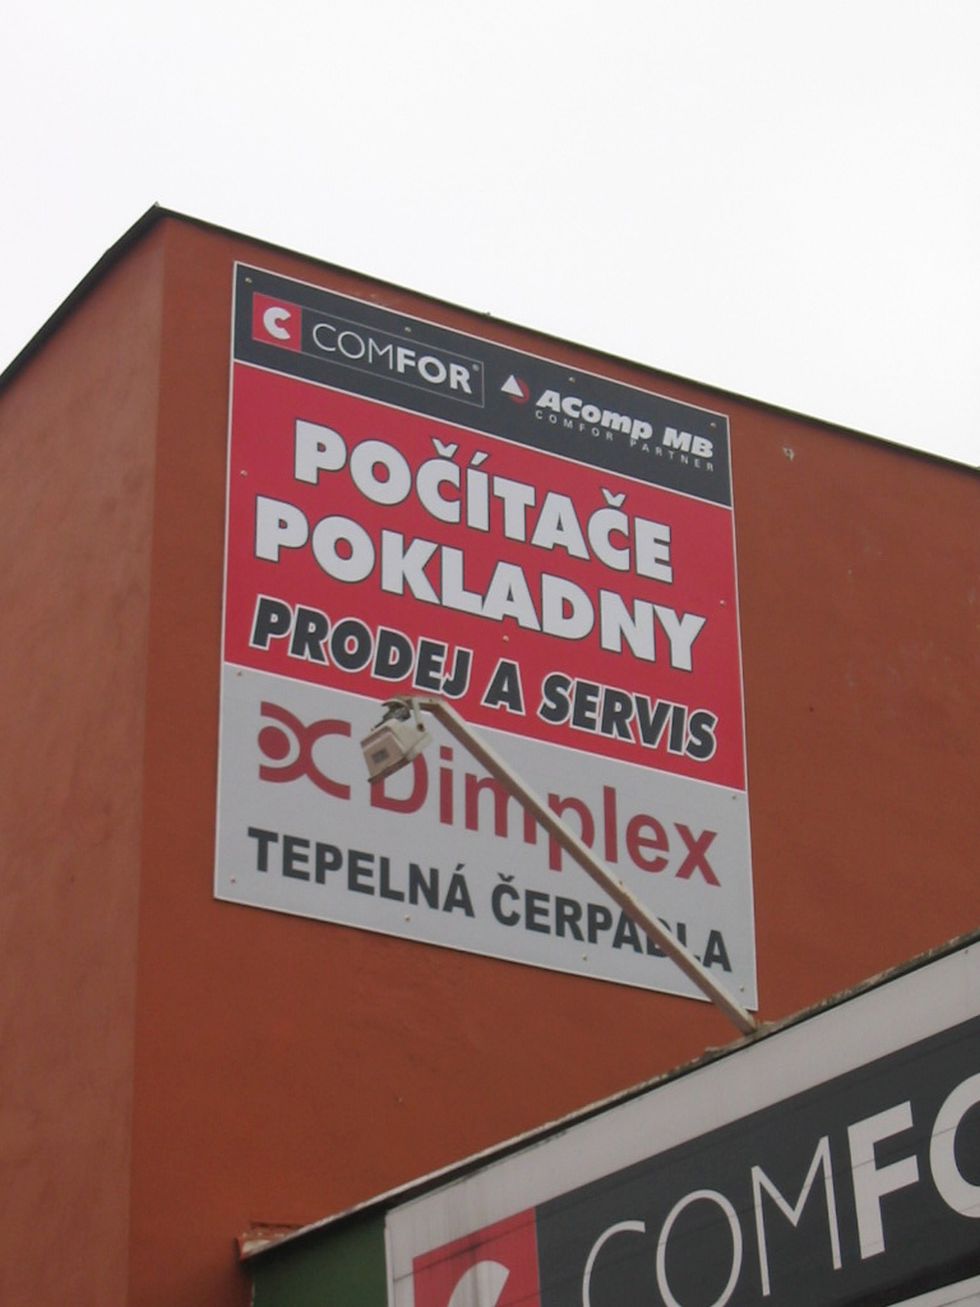 C COMFOR®
AComp MB
COMFOR PARTNER
POČÍTAČE
POKLADNY
PRODEJ A SERVIS
Dimplex
TEPELNÁ ČERPADLA
C COMFO